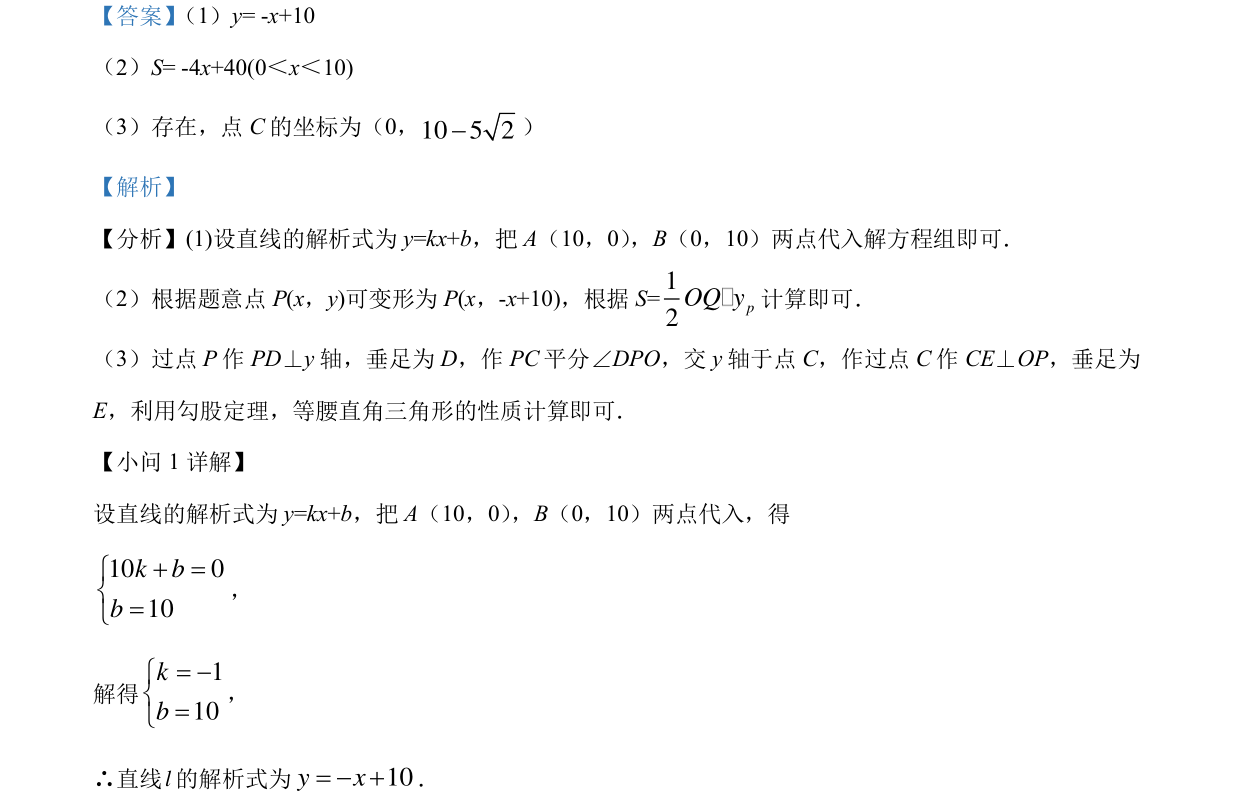 【答案】（1）y= -x+10
（2）S= -4x+40(0＜x＜10)
（3）存在，点 C 的坐标为（0，10−5√2）
【解析】
【分析】(1)设直线的解析式为 y=kx+b，把 A（10，0），B（0，10）两点代入解方程组即可．
（2）根据题意点 P(x，y)可变形为 P(x，-x+10)，根据 S=1/2 OQ□yp 计算即可．
（3）过点 P 作 PD⊥y 轴，垂足为 D，作 PC 平分∠DPO，交 y 轴于点 C，作过点 C 作 CE⊥OP，垂足为
E，利用勾股定理，等腰直角三角形的性质计算即可．
【小问 1 详解】
设直线的解析式为 y=kx+b，把 A（10，0），B（0，10）两点代入，得
{10k+b=0
b=10，
解得{k=−1
b=10，
∴直线 l 的解析式为 y=−x+10．